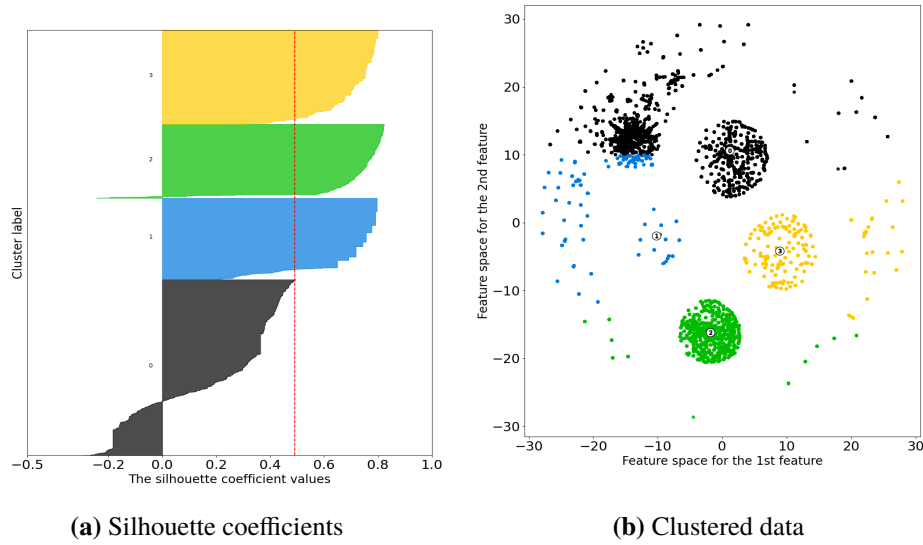 3
2
1
0
Cluster label
−0.5 0.0 0.2 0.4 0.6 0.8 1.0
The silhouette coefficient values
(a) Silhouette coefficients
30
20
10
0
−10
−20
−30
Feature space for the 2nd feature
0
1
3
2
−30 −20 −10 0 10 20 30
Feature space for the 1st feature
(b) Clustered data